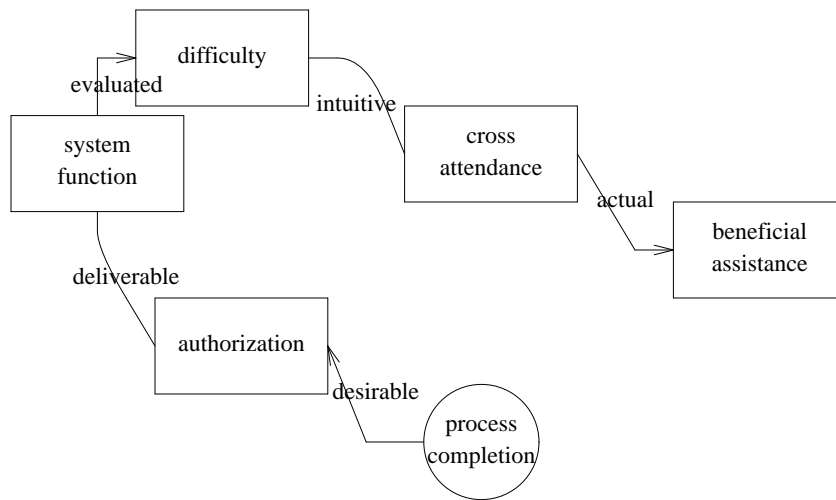 difficulty
evaluated
intuitive
system
function
cross
attendance
actual
beneficial
assistance
deliverable
authorization
desirable
process
completion